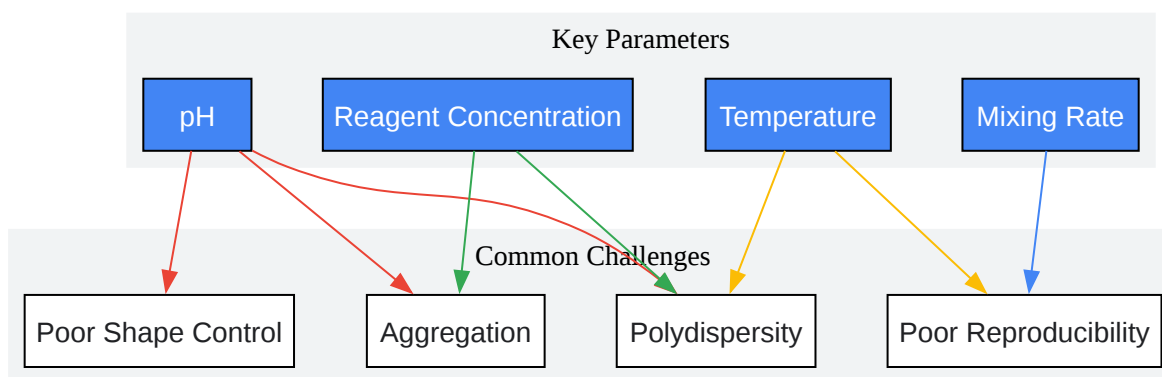 Key Parameters
pH
Reagent Concentration
Temperature
Mixing Rate
Common Challenges
Poor Shape Control
Aggregation
Polydispersity
Poor Reproducibility